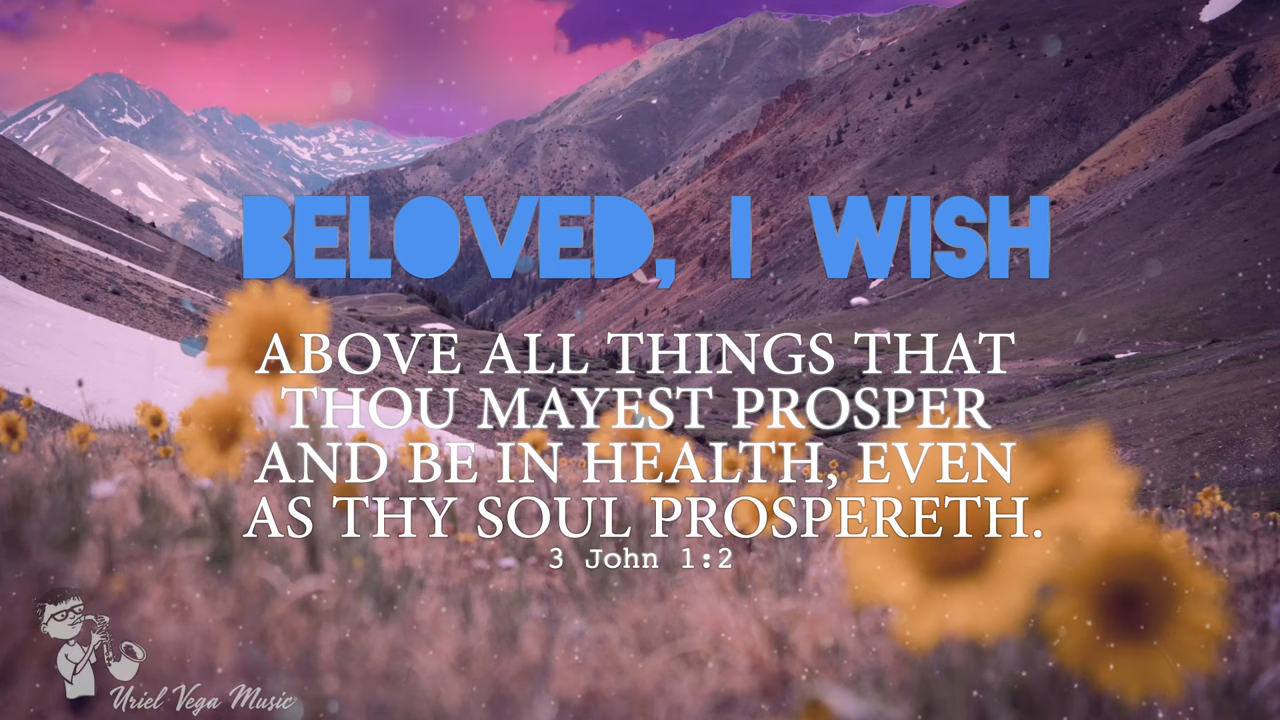 BELOVED, I WISH
ABOVE ALL THINGS THAT
THOU MAYEST PROSPER
AND BE IN HEALTH, EVEN
AS THY SOUL PROSPERETH.
3 John 1:2
Uriel Vega Music